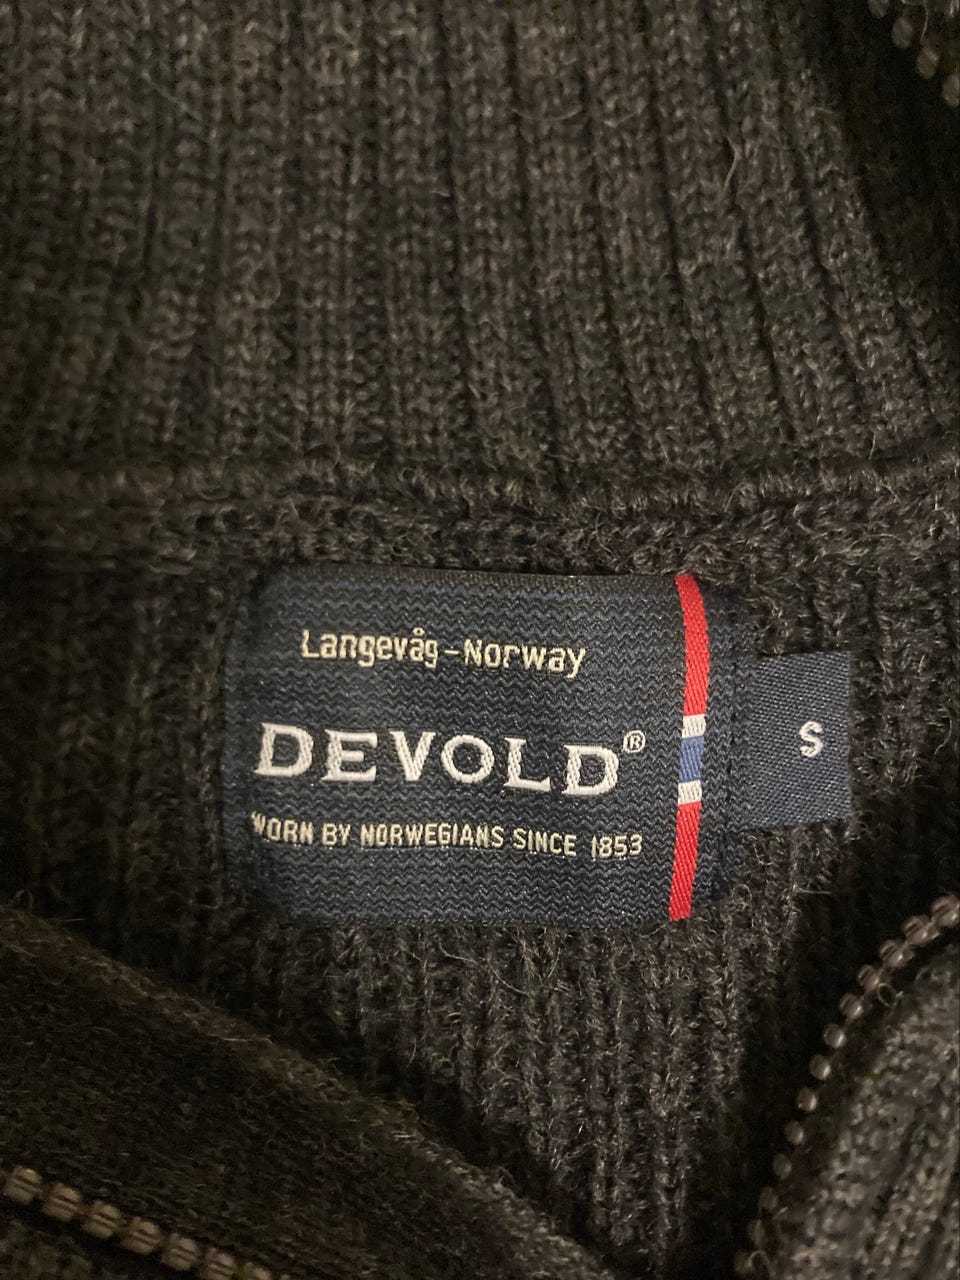 Langevåg-Norway
DEVOLD®
WORN BY NORWEGIANS SINCE 1853
S